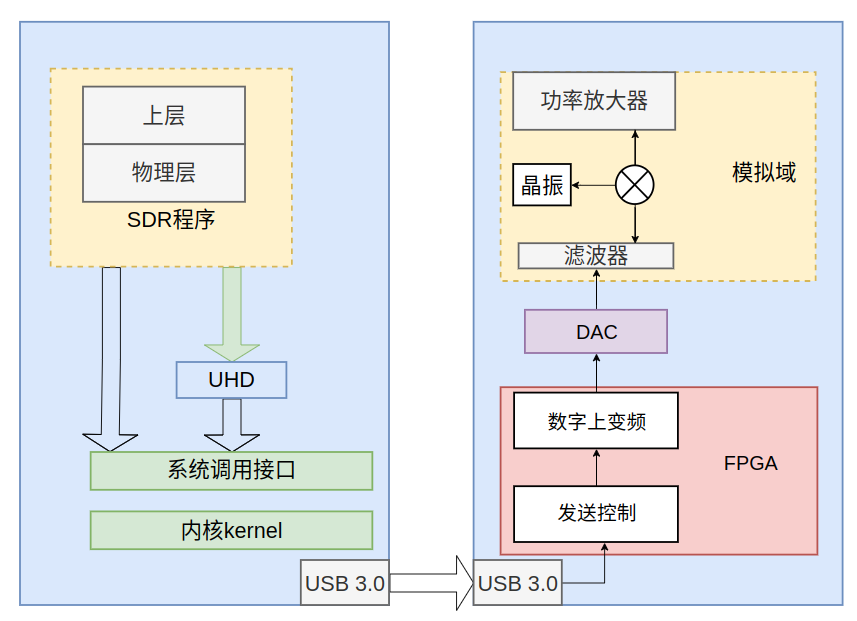 上层
物理层
SDR程序
UHD
系统调用接口
内核kernel
USB 3.0
功率放大器
晶振
模拟域
滤波器
DAC
数字上变频
FPGA
发送控制
USB 3.0